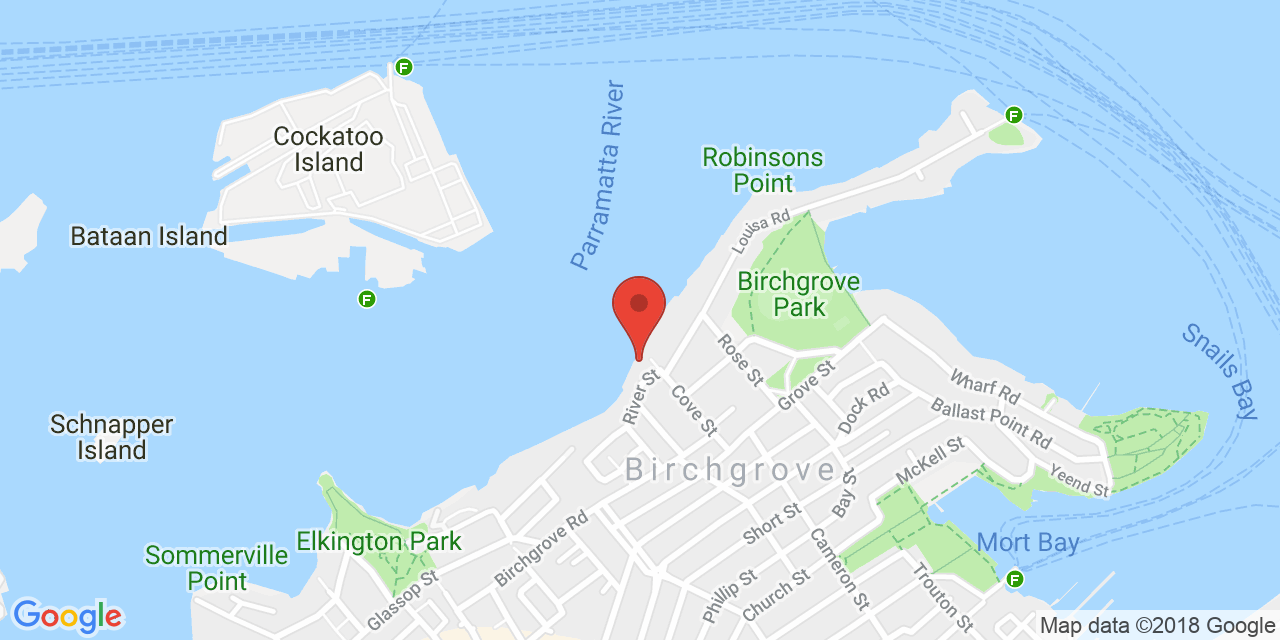 F
Parramatta River
F
Cockatoo
Island
Robinsons
Point
Louisa Rd
Bataan Island
Birchgrove
Park
F
Snails Bay
Rose St
River St
Cove St
Grove St
Dock Rd
Wharf Rd
Ballast Point Rd
Schnapper
Island
McKell St
Yeend St
Birchgrove
Bay St
Short St
Birchgrove Rd
Elkington Park
Sommerville
Point
Mort Bay
Cameron St
Trouton St
F
Glassop St
Phillip St
Church St
Google
Map data ©2018 Google